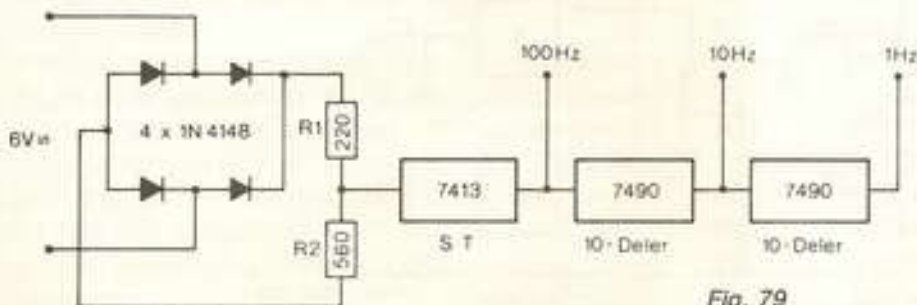 100Hz
10Hz
1Hz
6V≂
4 x 1N 4148
R1
220
7413
7490
7490
R2
560
S T
10-Deler
10-Deler
Fig. 79